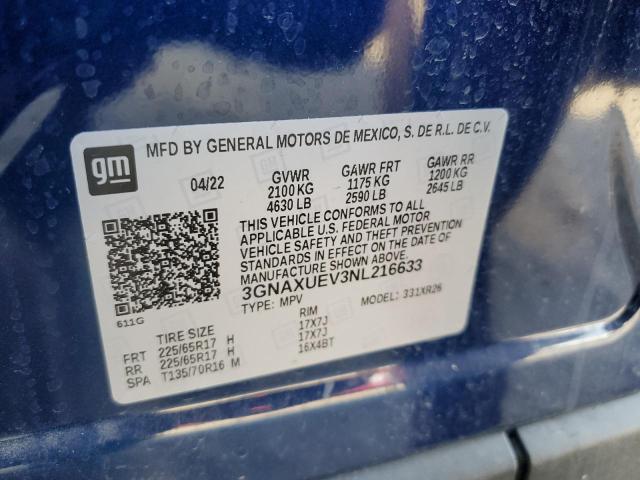 gm
MFD BY GENERAL MOTORS DE MEXICO, S. DE R.L. DE C.V.
04/22 GVWR GAWR FRT GAWR RR
2100 KG 1175 KG 1200 KG
4630 LB 2590 LB 2645 LB
THIS VEHICLE CONFORMS TO ALL
APPLICABLE U.S. FEDERAL MOTOR
VEHICLE SAFETY AND THEFT PREVENTION
STANDARDS IN EFFECT ON THE DATE OF
MANUFACTURE SHOWN ABOVE.
3GNAXUEV3NL216633
TYPE: MPV MODEL: 331XR26
611G
TIRE SIZE RIM
FRT 225/65R17 H 17X7J
RR 225/65R17 H 17X7J
SPA T135/70R16 M 16X4BT